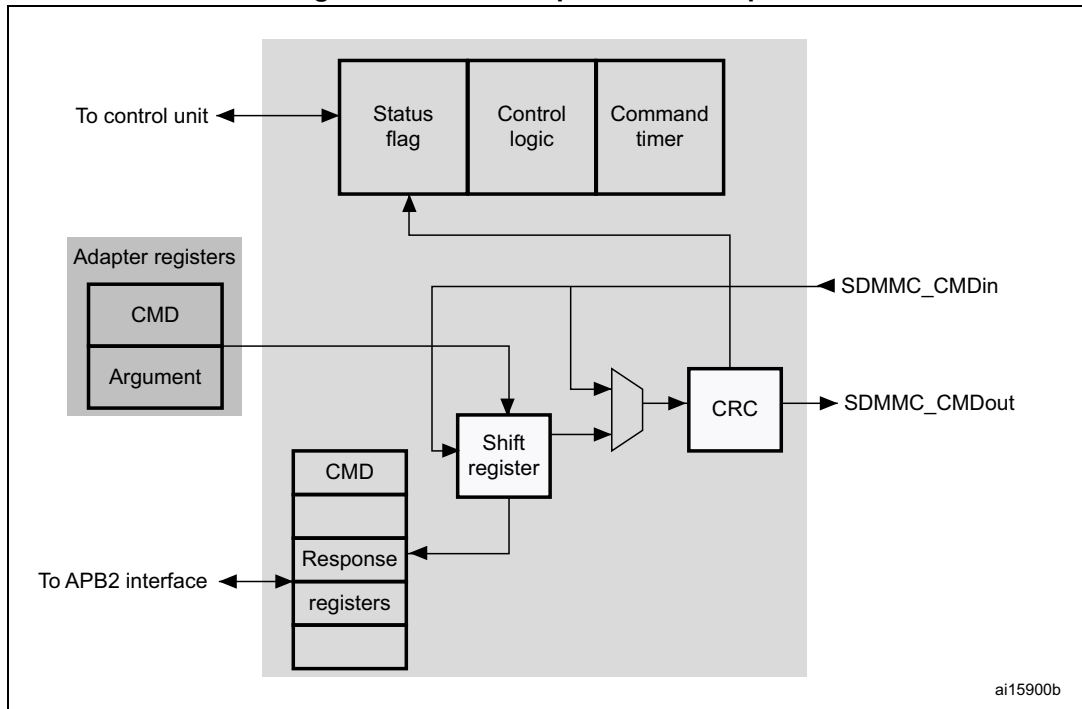 To control unit
Status
flag
Control
logic
Command
timer
Adapter registers
CMD
Argument
SDMMC_CMDin
CRC
SDMMC_CMDout
Shift
register
CMD
Response
registers
To APB2 interface
ai15900b